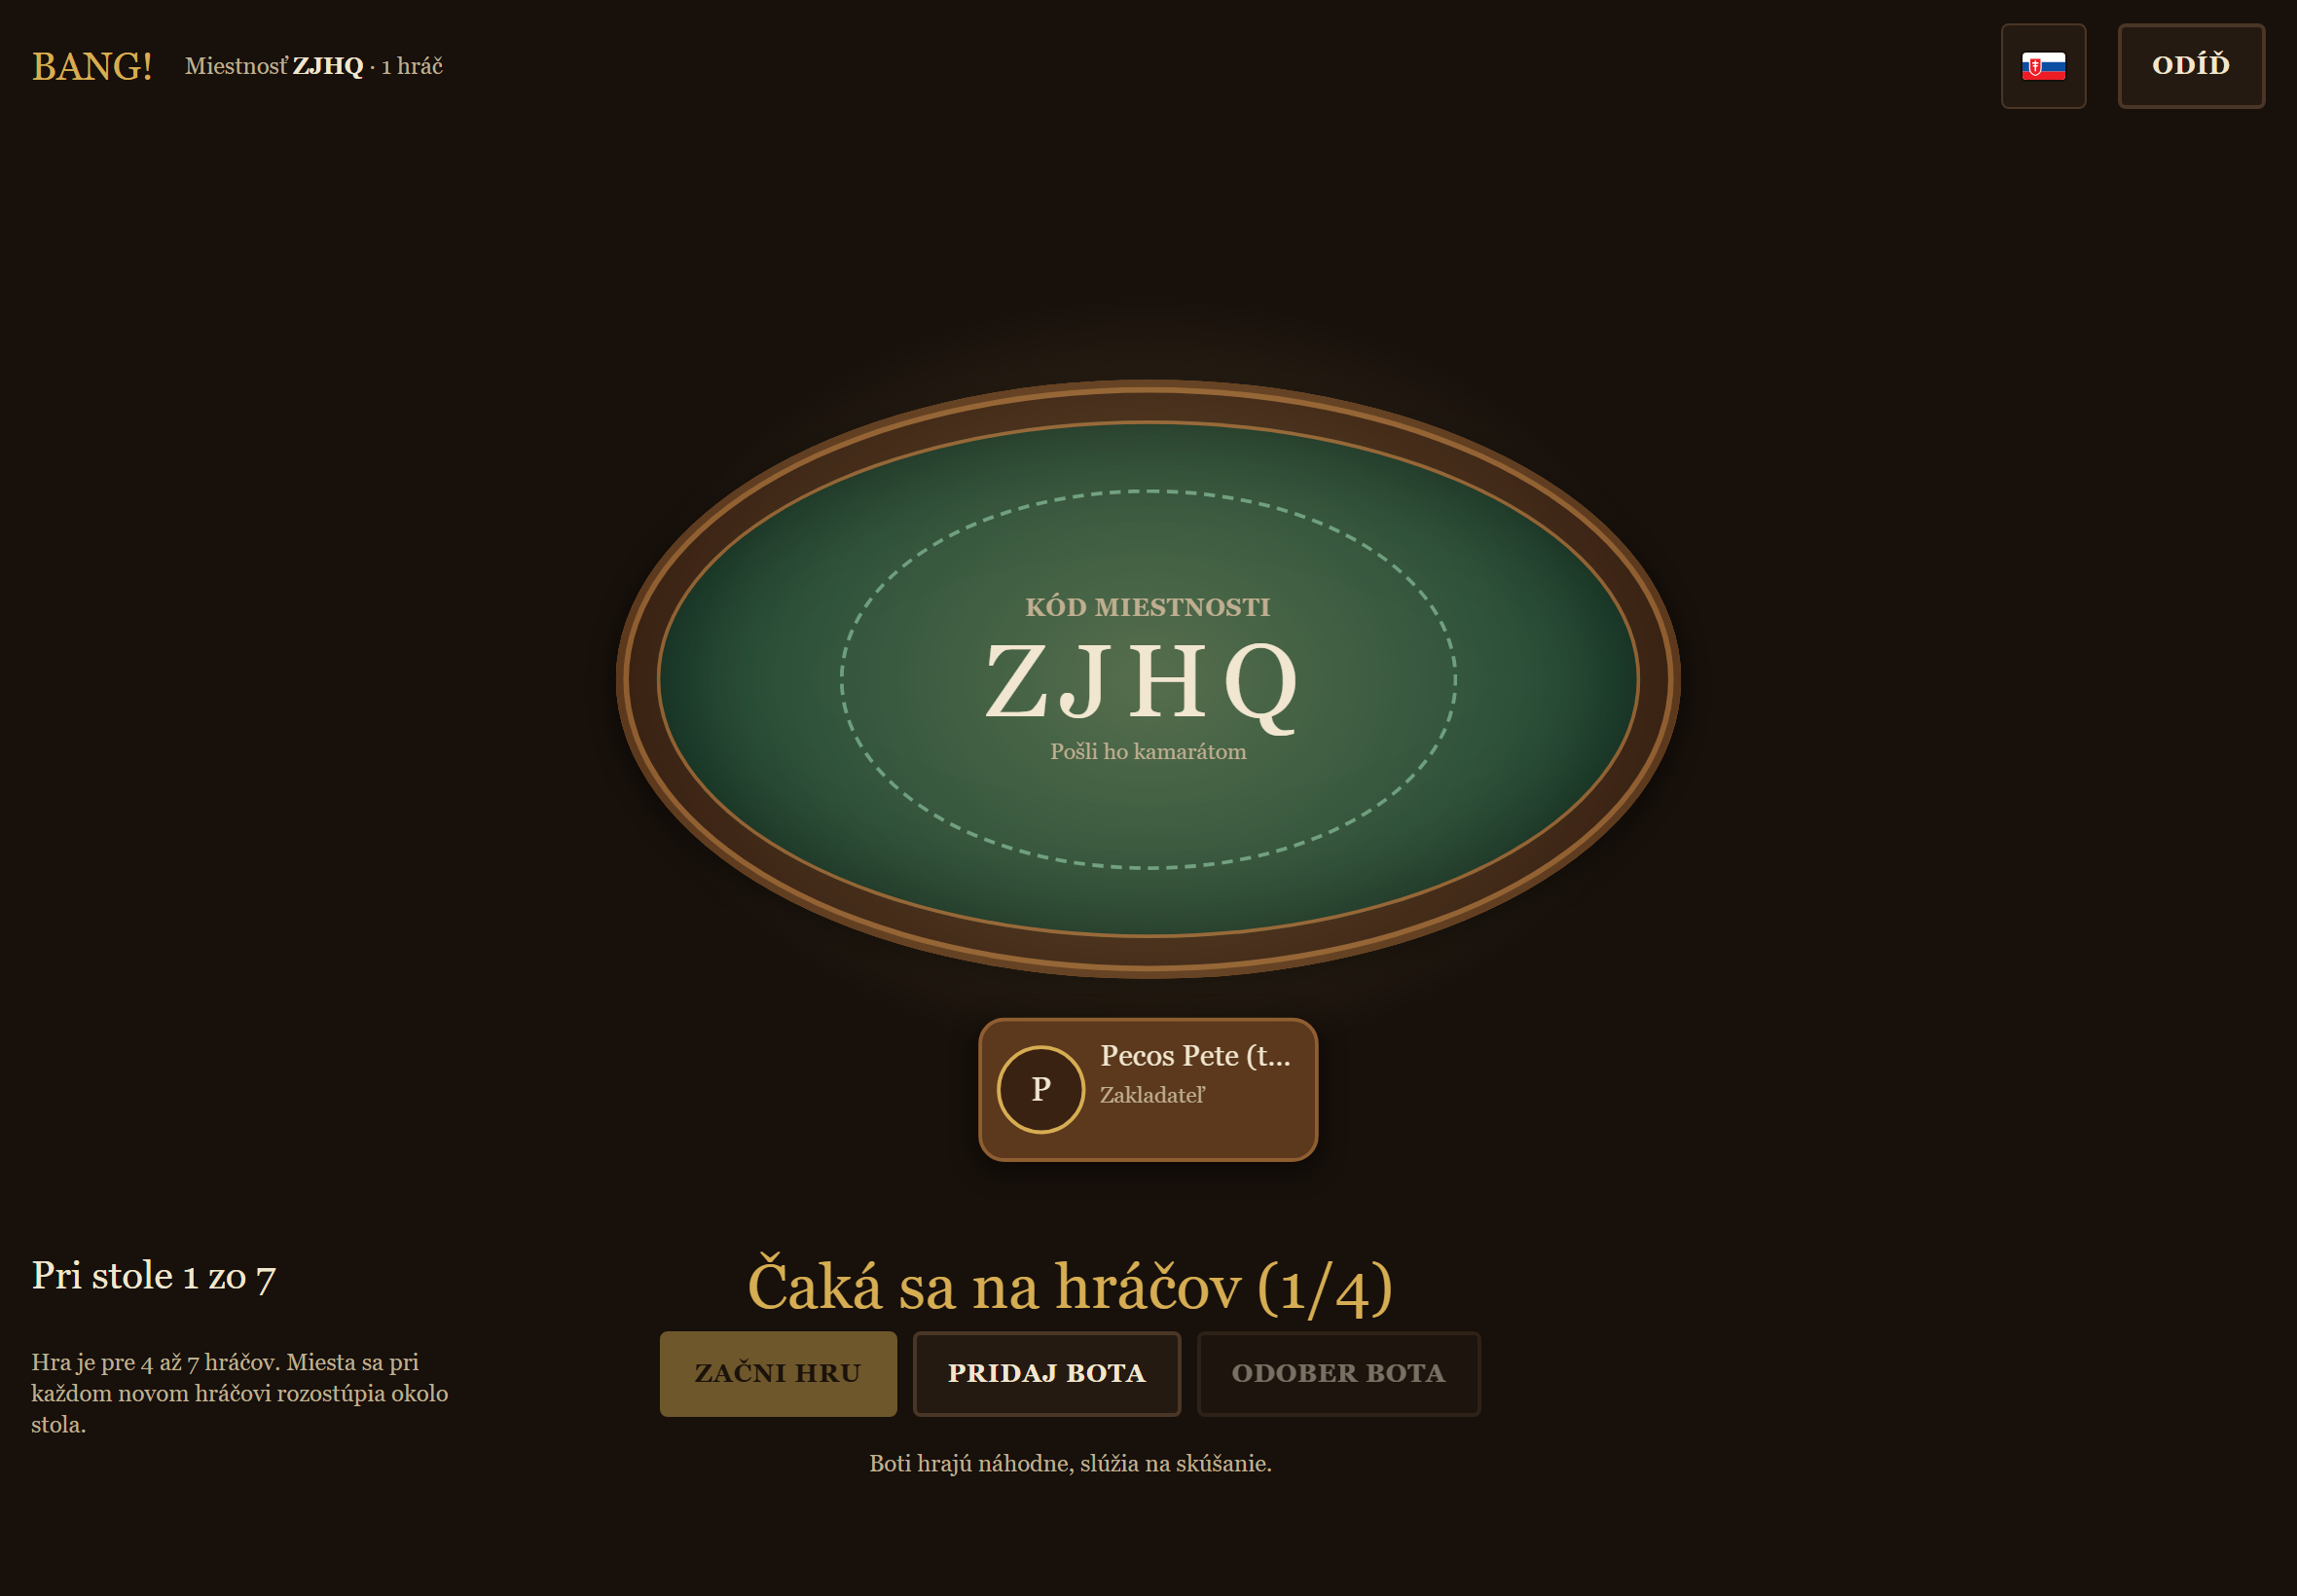 BANG!
Miestnosť ZJHQ · 1 hráč
ODÍĎ
KÓD MIESTNOSTI
ZJHQ
Pošli ho kamarátom
P
Pecos Pete (t...
Zakladateľ
Pri stole 1 zo 7
Hra je pre 4 až 7 hráčov. Miesta sa pri
každom novom hráčovi rozostúpia okolo
stola.
Čaká sa na hráčov (1/4)
ZAČNI HRU
PRIDAJ BOTA
ODOBER BOTA
Boti hrajú náhodne, slúžia na skúšanie.